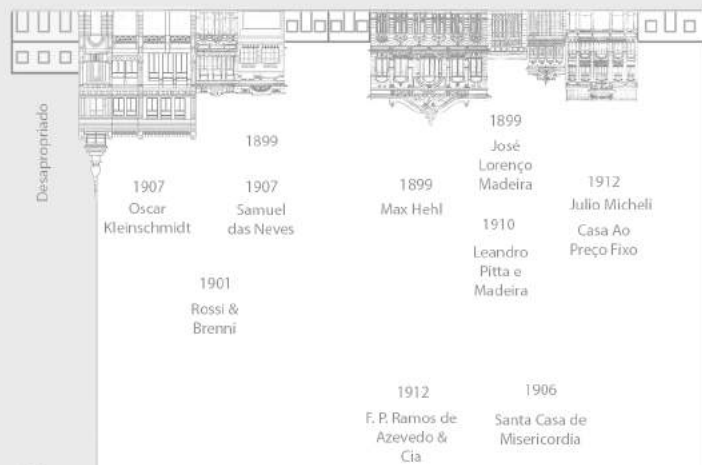 Desapropriado
1899
1907
Oscar
Kleinschmidt
1907
Samuel
das Neves
1901
Rossi &
Brenni
1899
Max Hehl
1899
José
Lorenço
Madeira
1910
Leandro
Pitta e
Madeira
1912
Julio Micheli
Casa Ao
Preço Fixo
1912
F. P. Ramos de
Azevedo &
Cia
1906
Santa Casa de
Misericordia